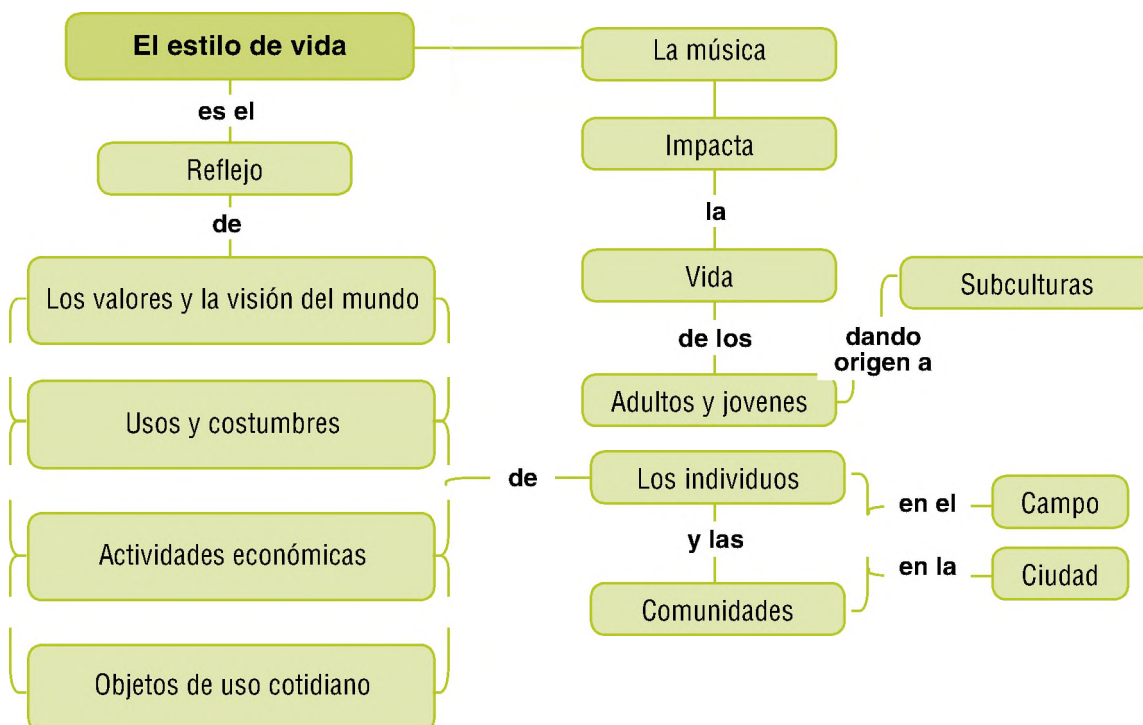 El estilo de vida
es el
Reflejo
de
Los valores y la visión del mundo
Usos y costumbres
Actividades económicas
Objetos de uso cotidiano
La música
Impacta
la
Vida
de los
Adultos y jovenes
dando
origen a
Subculturas
de
Los individuos
y las
Comunidades
en el
Campo
en la
Ciudad